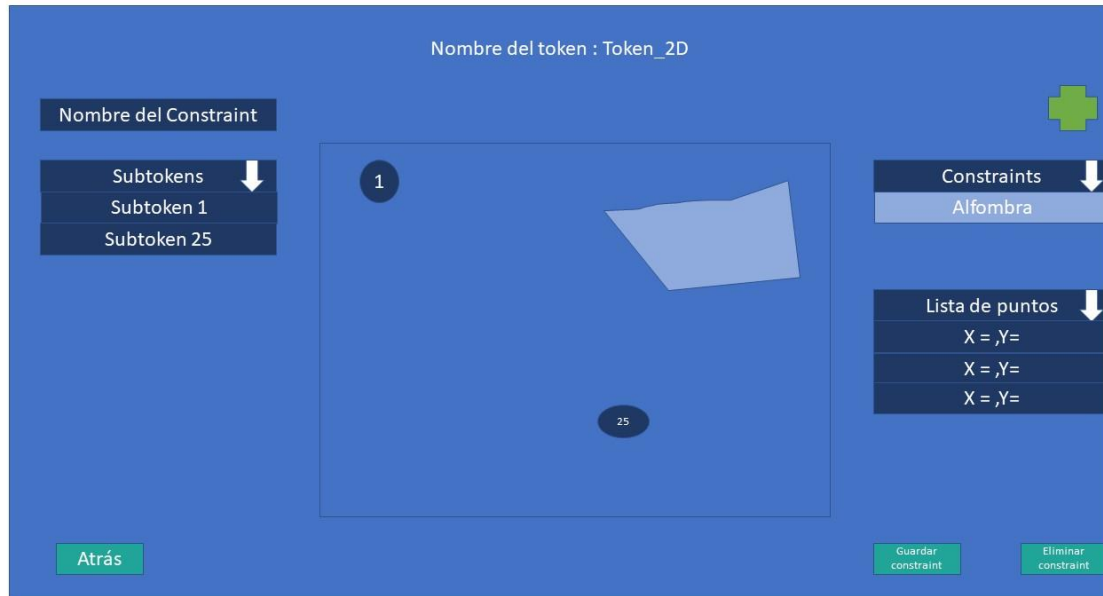 Nombre del token : Token_2D
Nombre del Constraint
Subtokens
Subtoken 1
Subtoken 25
1
25
Constraints
Alfombra
Lista de puntos
X = ,Y=
X = ,Y=
X = ,Y=
Atrás
Guardar
constraint
Eliminar
constraint